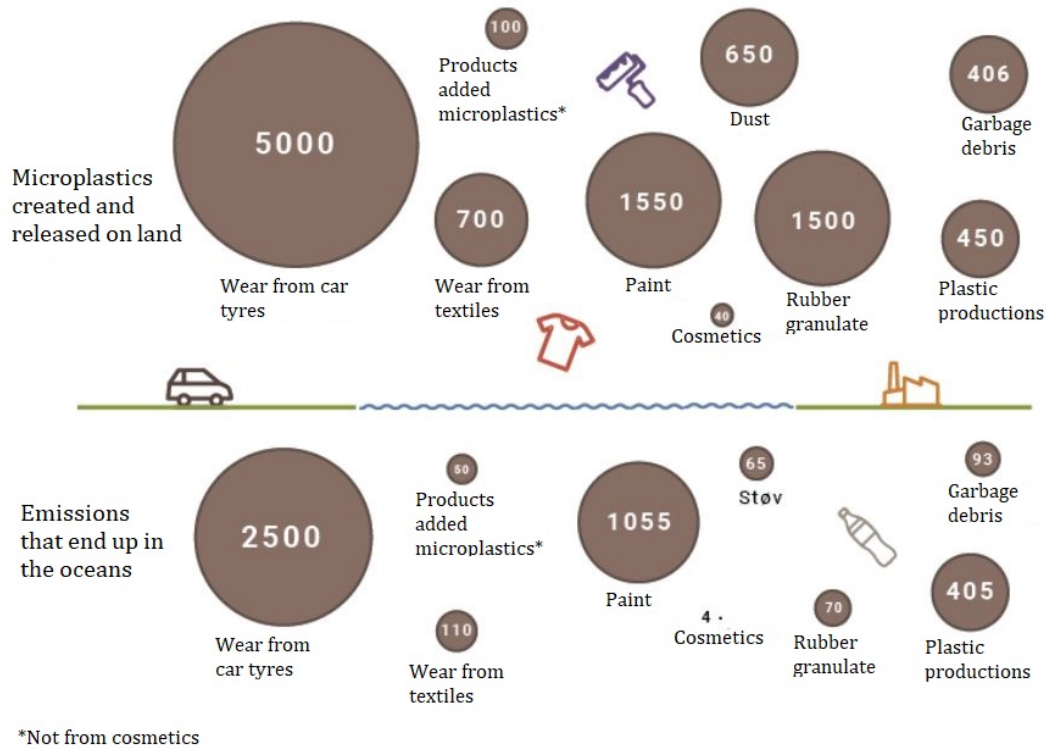 100
Products
added
microplastics*
650
Dust
406
Garbage
debris
5000
Microplastics
created and
released on land
Wear from car
tyres
700
Wear from
textiles
1550
Paint
1500
Rubber
granulate
450
Plastic
productions
40
Cosmetics
Emissions
that end up in
the oceans
2500
Wear from
car tyres
50
Products
added
microplastics*
110
Wear from
textiles
1055
Paint
65
Støv
4
Cosmetics
70
Rubber
granulate
93
Garbage
debris
405
Plastic
productions
*Not from cosmetics